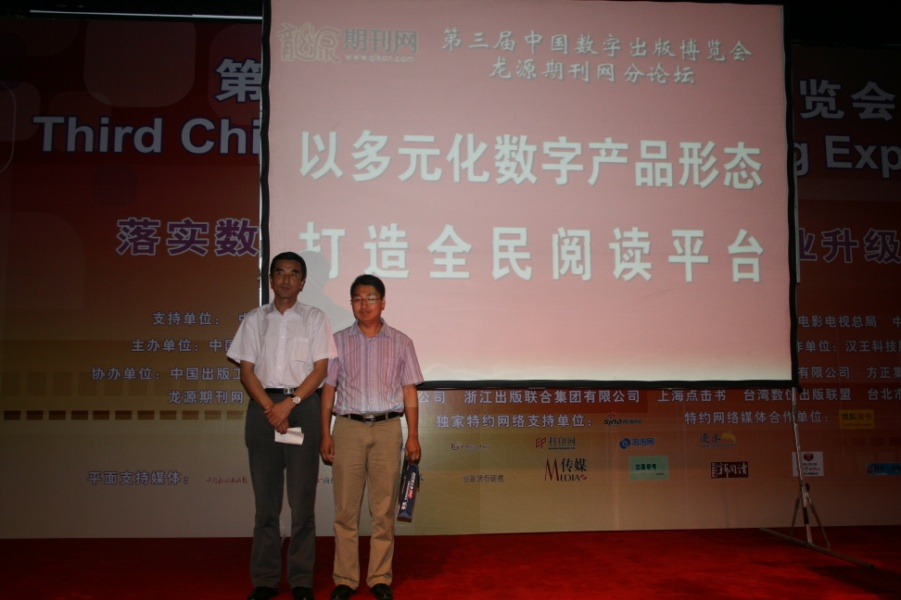 龙源期刊网
www.qikan.com
第三届中国数字出版博览会
龙源期刊网分论坛
第
览会
Third Chi
g Exp
以多元化数字产品形态
打造全民阅读平台
落实数
业升级
支持单位：
电影电视总局
主办单位：中国
作单位：汉王科技
协办单位：中国出版工
有限公司 方正
龙源期刊网
公司 浙江出版联合集团有限公司 上海点击书 台湾数位出版联盟 台北市
独家特约网络支持单位：
sina
特约网络媒体合作单位：
平面支持媒体：
M传媒
MEDIA